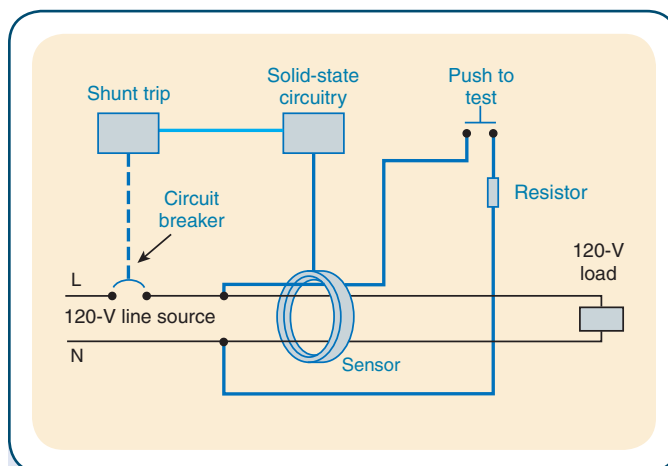 Shunt trip
Solid-state
circuitry
Push to
test
Circuit
breaker
Resistor
120-V
load
L
120-V line source
N
Sensor